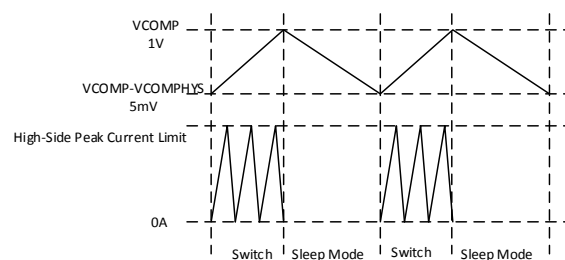 VCOMP
1V
VCOMP-VCOMPHYS
5mV
High-Side Peak Current Limit
0A
Switch Sleep Mode Switch Sleep Mode